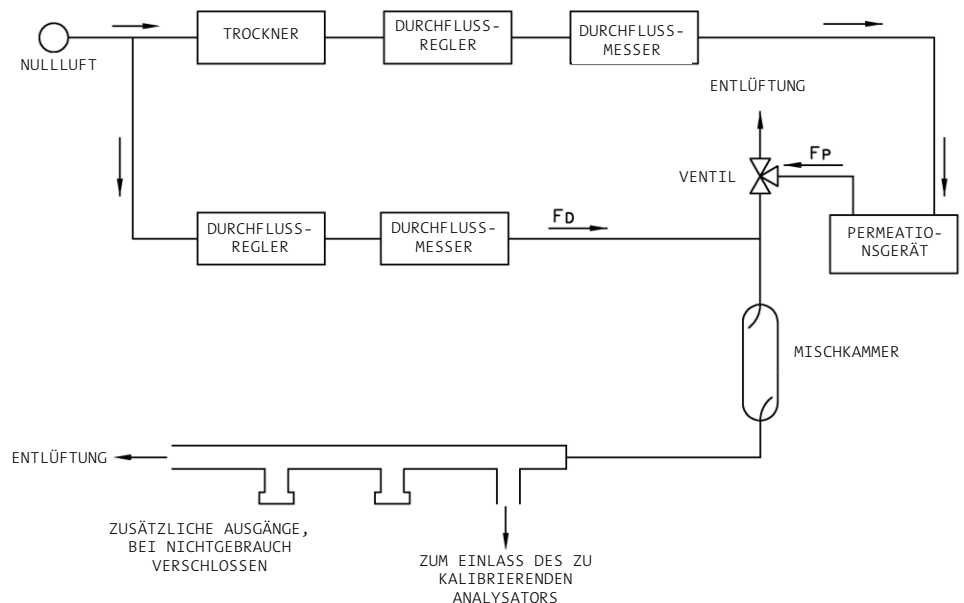 NULLLUFT
TROCKNER
DURCHFLUSS-
REGLER
DURCHFLUSS-
MESSER
ENTLÜFTUNG
VENTIL
FP
PERMEATIO-
NSGERÄT
DURCHFLUSS-
REGLER
DURCHFLUSS-
MESSER
FD
MISCHKAMMER
ENTLÜFTUNG
ZUSÄTZLICHE AUSGÄNGE,
BEI NICHTGEBRAUCH
VERSCHLOSSEN
ZUM EINLASS DES ZU
KALIBRIERENDEN
ANALYSATORS